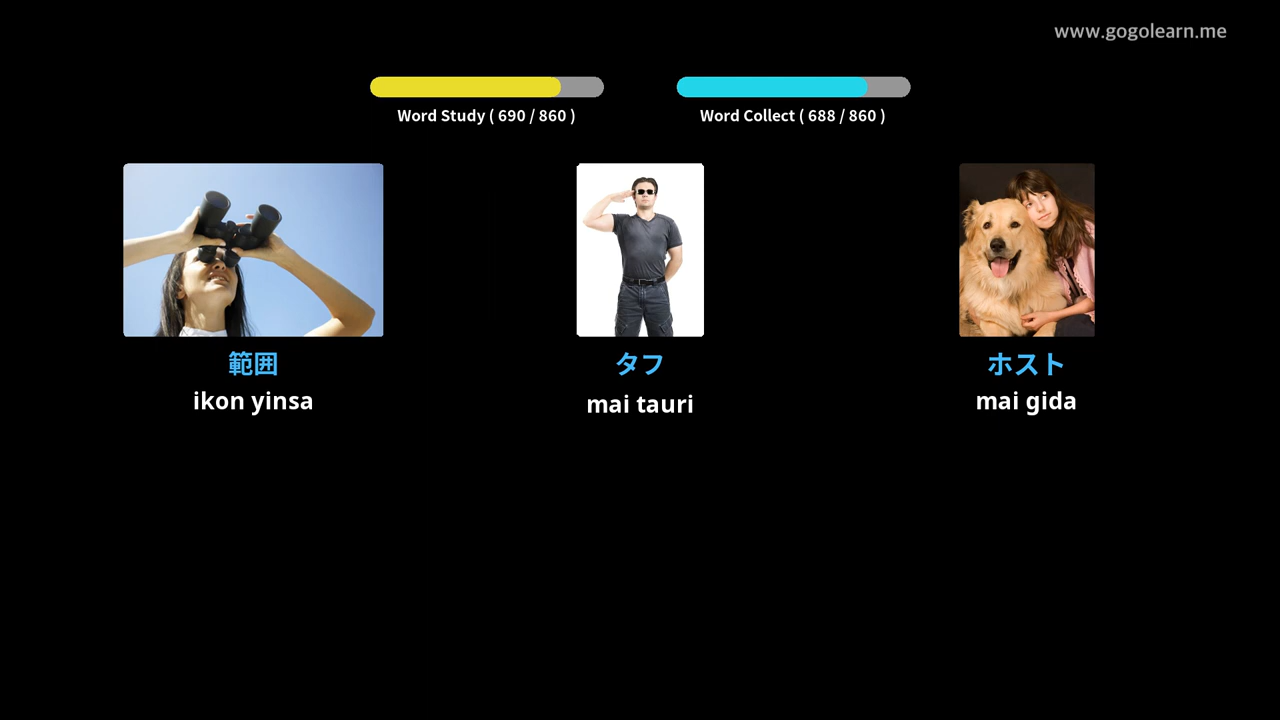 www.gogolearn.me
Word Study ( 690 / 860 )
Word Collect ( 688 / 860 )
範囲
タフ
ホスト
ikon yinsa
mai tauri
mai gida